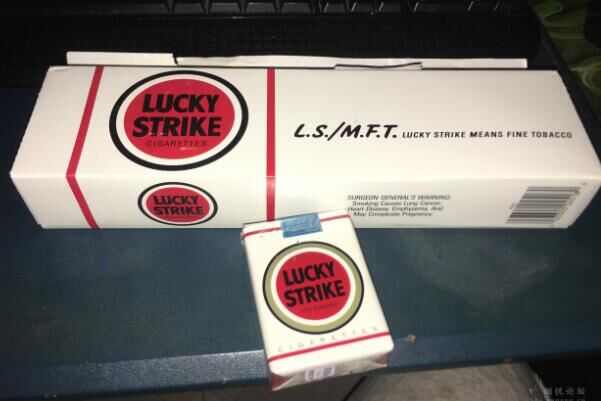 LUCKY
STRIKE
CIGARETTES
L.S./M.F.T. LUCKY STRIKE MEANS FINE TOBACCO
LUCKY
STRIKE
SURGEON GENERAL'S WARNING:
Smoking Causes Lung Cancer,
Heart Disease, Emphysema, And
May Complicate Pregnancy.
LUCKY
STRIKE
CIGARETTES